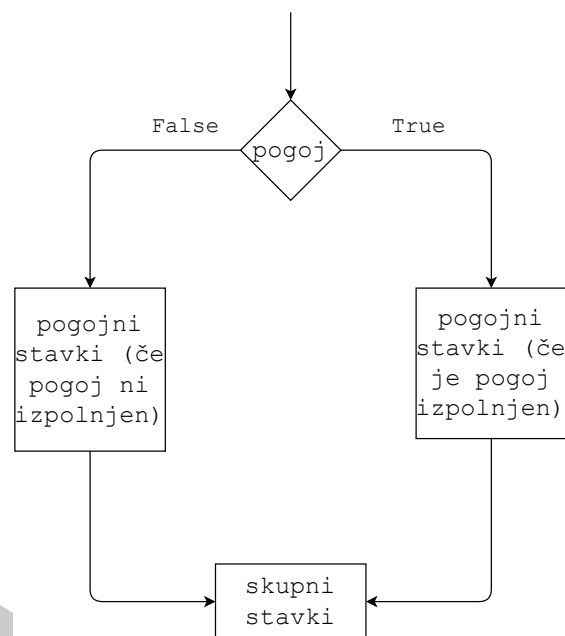 False
True
pogoj
pogojni
stavki (če
pogoj ni
izpolnjen)
pogojni
stavki (če
je pogoj
izpolnjen)
skupni
stavki